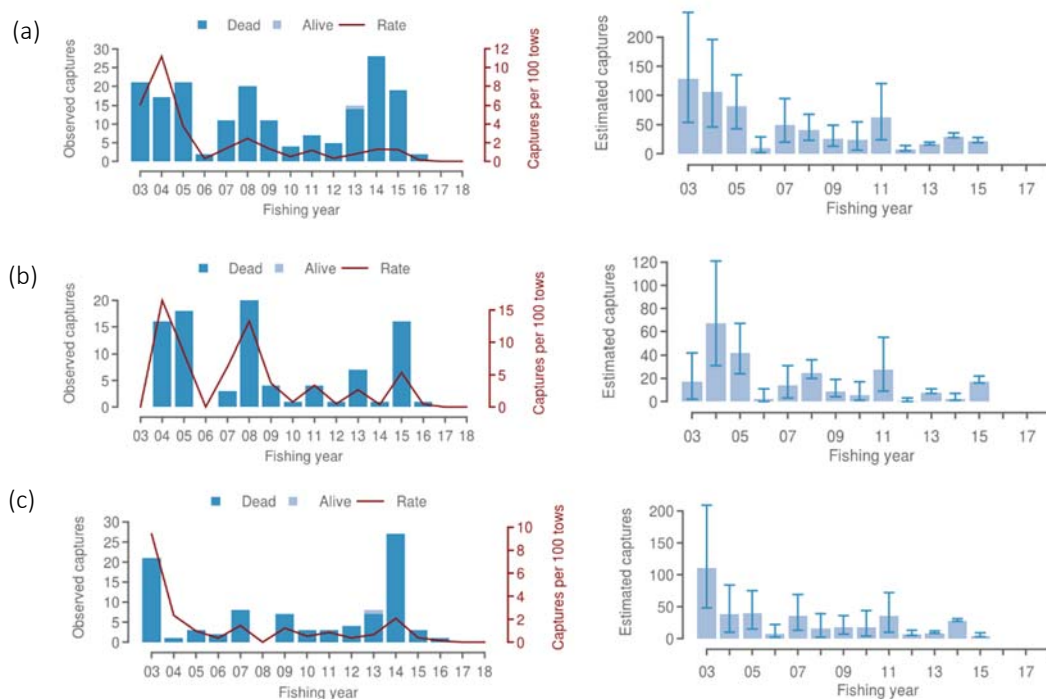 (a)
Dead Alive Rate
Observed captures
30
25
20
15
10
5
0
12
10
8
6
4
2
0
Captures per 100 tows
03 04 05 06 07 08 09 10 11 12 13 14 15 16 17 18
Fishing year
Estimated captures
200
150
100
50
0
03 05 07 09 11 13 15 17
Fishing year
(b)
Dead Alive Rate
Observed captures
20
15
10
5
0
15
10
5
0
Captures per 100 tows
03 04 05 06 07 08 09 10 11 12 13 14 15 16 17 18
Fishing year
Estimated captures
120
100
80
60
40
20
0
03 05 07 09 11 13 15 17
Fishing year
(c)
Dead Alive Rate
Observed captures
30
25
20
15
10
5
0
10
8
6
4
2
0
Captures per 100 tows
03 04 05 06 07 08 09 10 11 12 13 14 15 16 17 18
Fishing year
Estimated captures
200
150
100
50
0
03 05 07 09 11 13 15 17
Fishing year